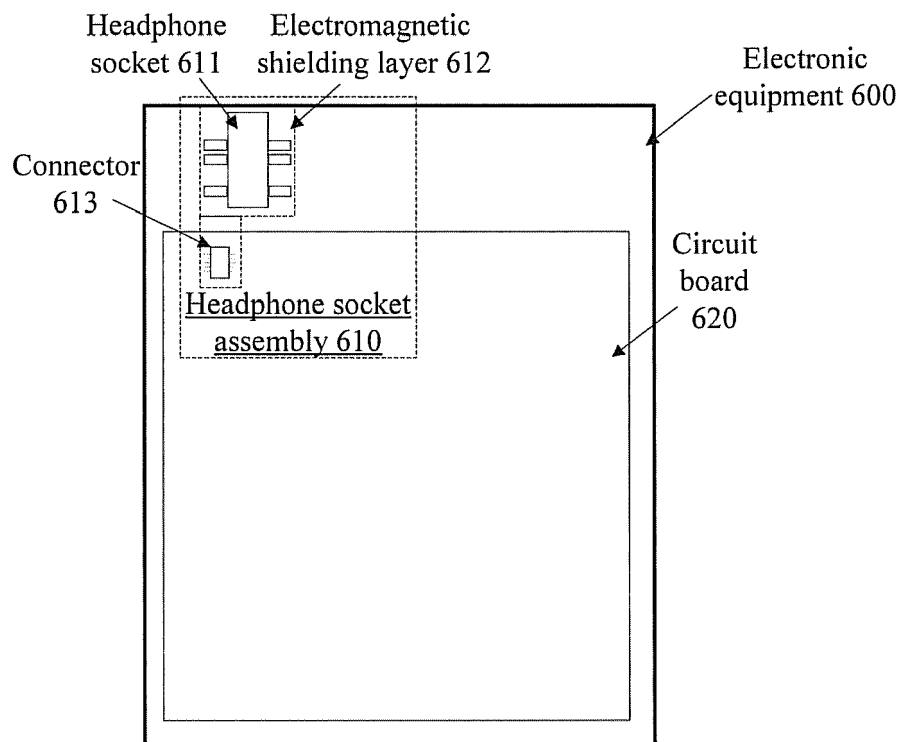 Headphone
socket 611
Electromagnetic
shielding layer 612
Electronic
equipment 600
Connector
613
Circuit
board
620
Headphone socket
assembly 610